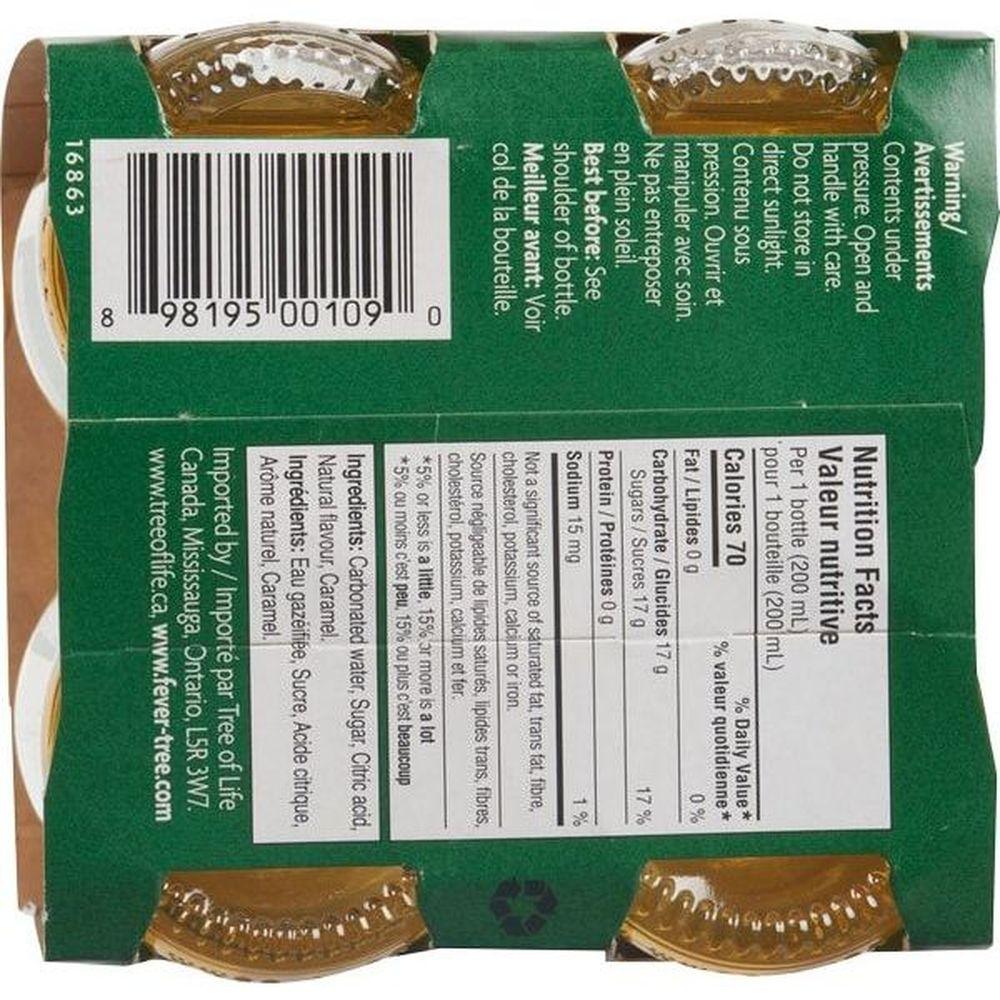 Warning/
Avertissements
Contents under
pressure. Open and
handle with care.
Do not store in
direct sunlight.
Contenu sous
pression. Ouvrir et
manipuler avec soin.
Ne pas entreposer
en plein soleil.
Best before: See
shoulder of bottle.
Meilleur avant: Voir
col de la bouteille.
16863
8 98195 00109 0
Nutrition Facts
Valeur nutritive
Per 1 bottle (200 mL)
pour 1 bouteille (200 mL)
Calories 70
% Daily Value*
% valeur quotidienne*
Fat / Lipides 0 g 0 %
Carbohydrate / Glucides 17 g
Sugars / Sucres 17 g 17 %
Protein / Protéines 0 g
Sodium 15 mg 1 %
Not a significant source of saturated fat, trans fat, fibre,
cholesterol, potassium, calcium or iron.
Source négligeable de lipides saturés, lipides trans, fibres,
cholestérol, potassium, calcium et fer.
*5% or less is a little, 15% or more is a lot
*5% ou moins c'est peu, 15% ou plus c'est beaucoup
Ingredients: Carbonated water, Sugar, Citric acid,
Natural flavour, Caramel.
Ingrédients: Eau gazéifiée, Sucre, Acide citrique,
Arôme naturel, Caramel.
Imported by / Importé par Tree of Life
Canada, Mississauga, Ontario, L5R 3W7.
www.treeoflife.ca, www.fever-tree.com